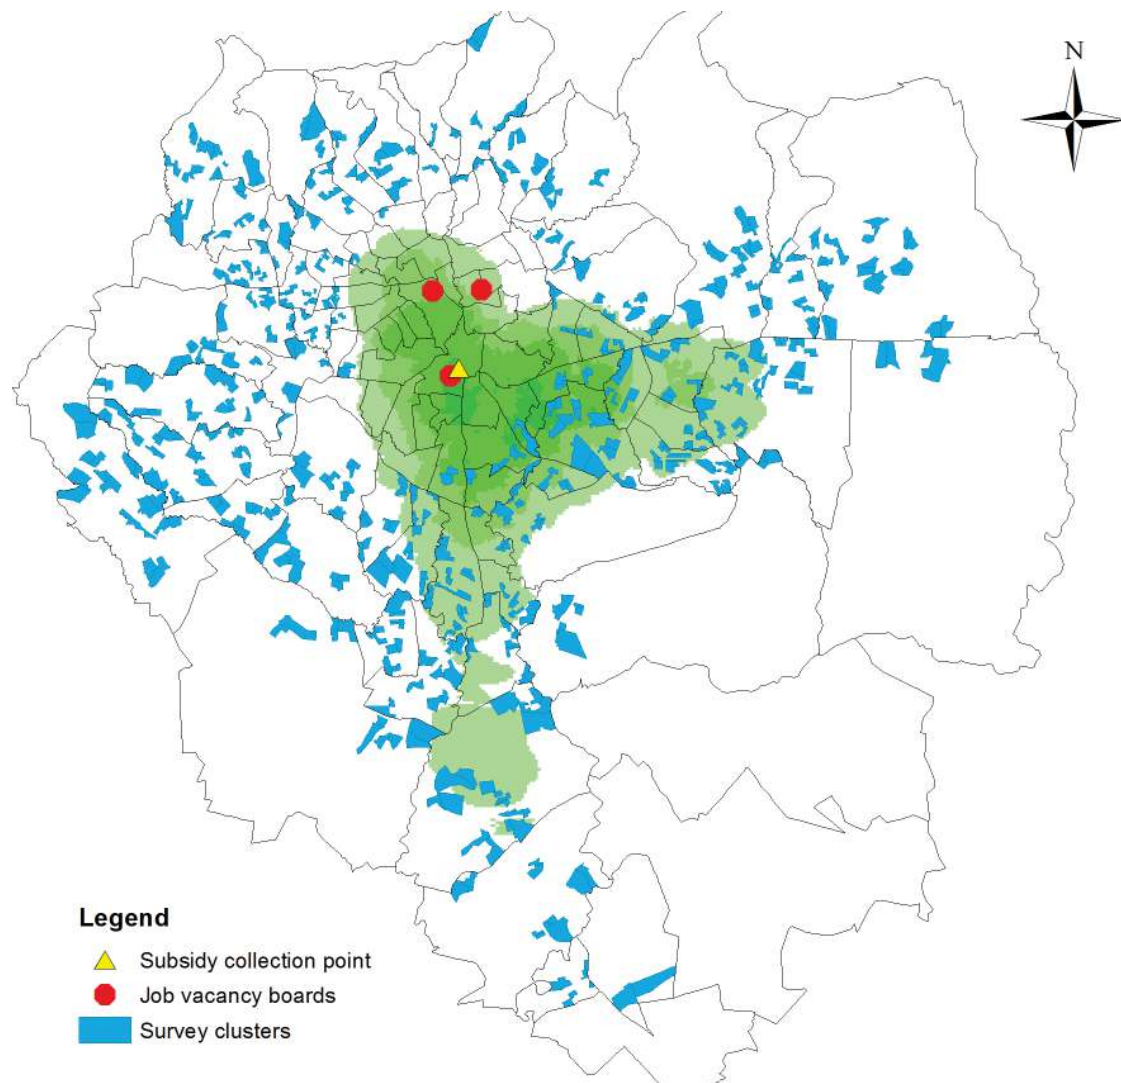 N
Legend
Subsidy collection point
Job vacancy boards
Survey clusters